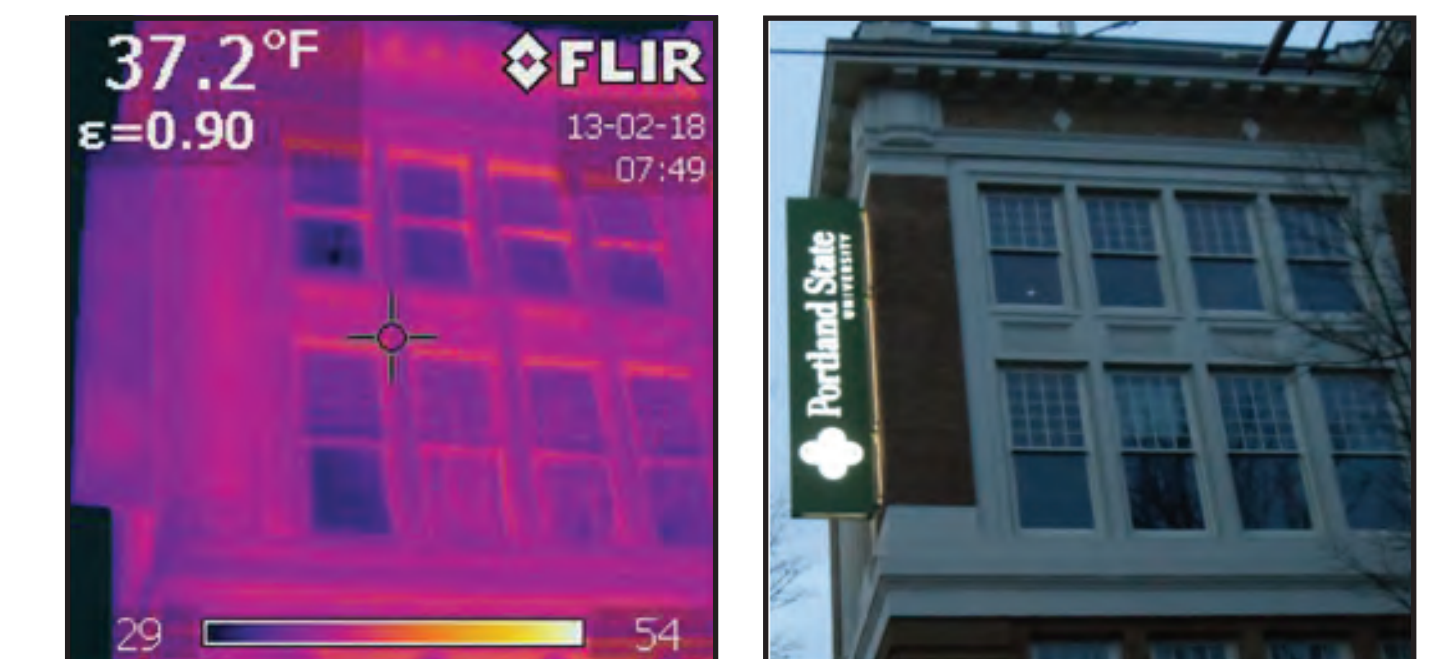 37.2°F
FLIR
ε=0.90
13-02-18
07:49
29
54
Portland State
UNIVERSITY